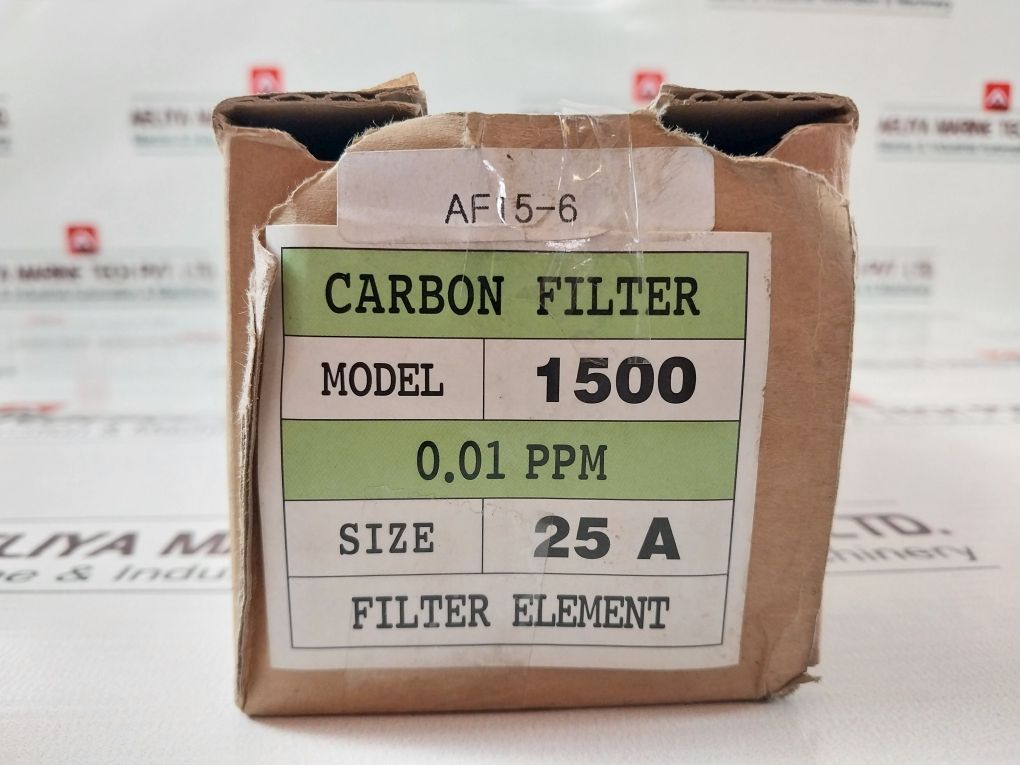 AF15-6
CARBON FILTER
MODEL 1500
0.01 PPM
SIZE 25 A
FILTER ELEMENT